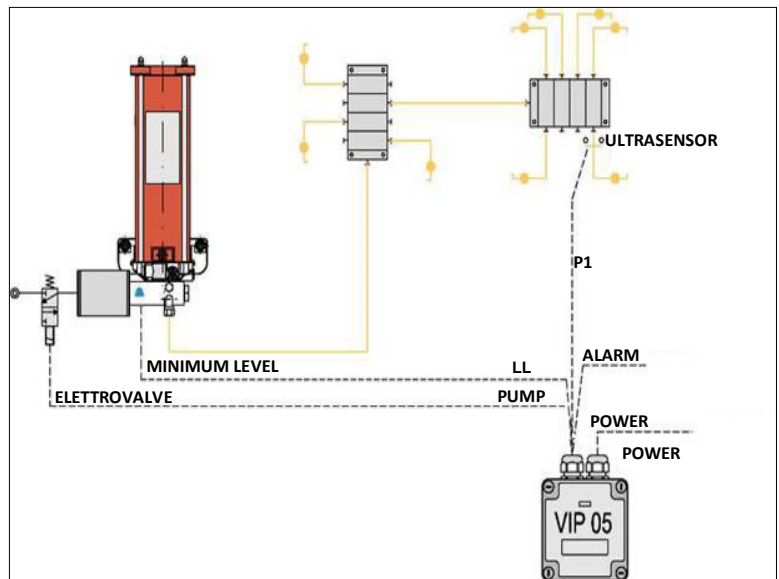 ULTRASENSOR
P1
MINIMUM LEVEL
LL
ALARM
ELETTROVALVE
PUMP
POWER
POWER
VIP 05